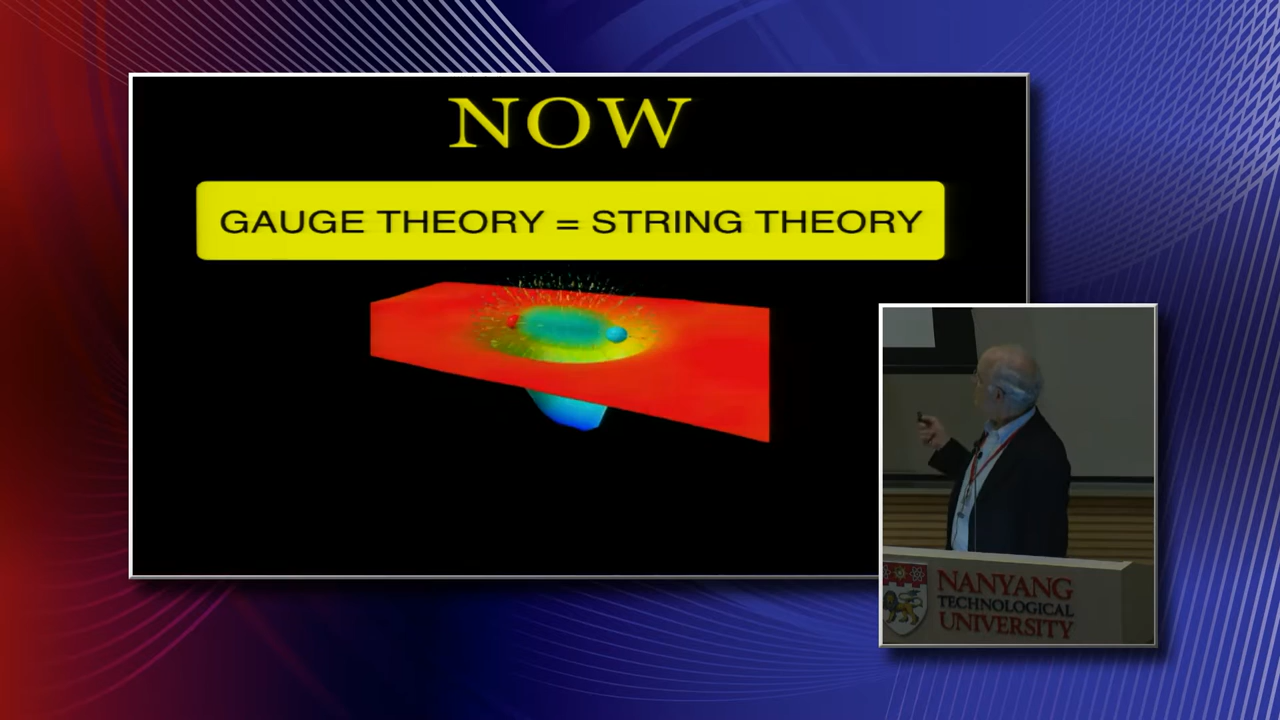 NOW
GAUGE THEORY = STRING THEORY
NANYANG
TECHNOLOGICAL
UNIVERSITY